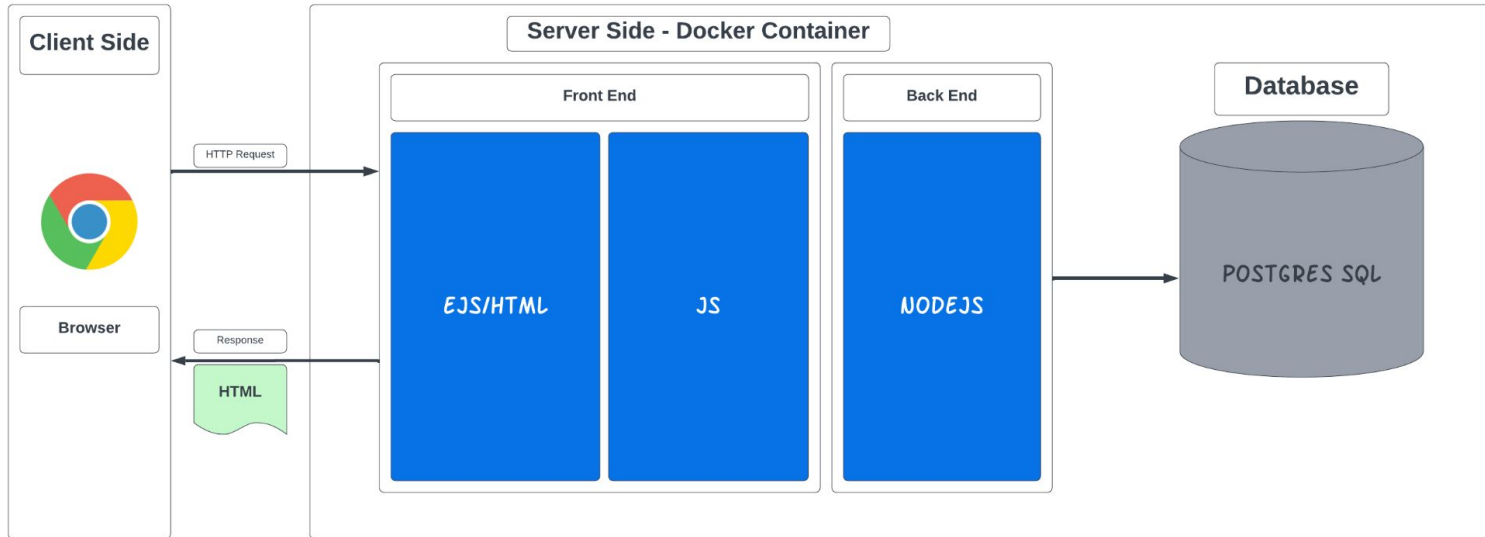 Client Side
Browser
HTTP Request
Response
HTML
Server Side - Docker Container
Front End
EJS/HTML
JS
Back End
NODEJS
Database
POSTGRES SQL